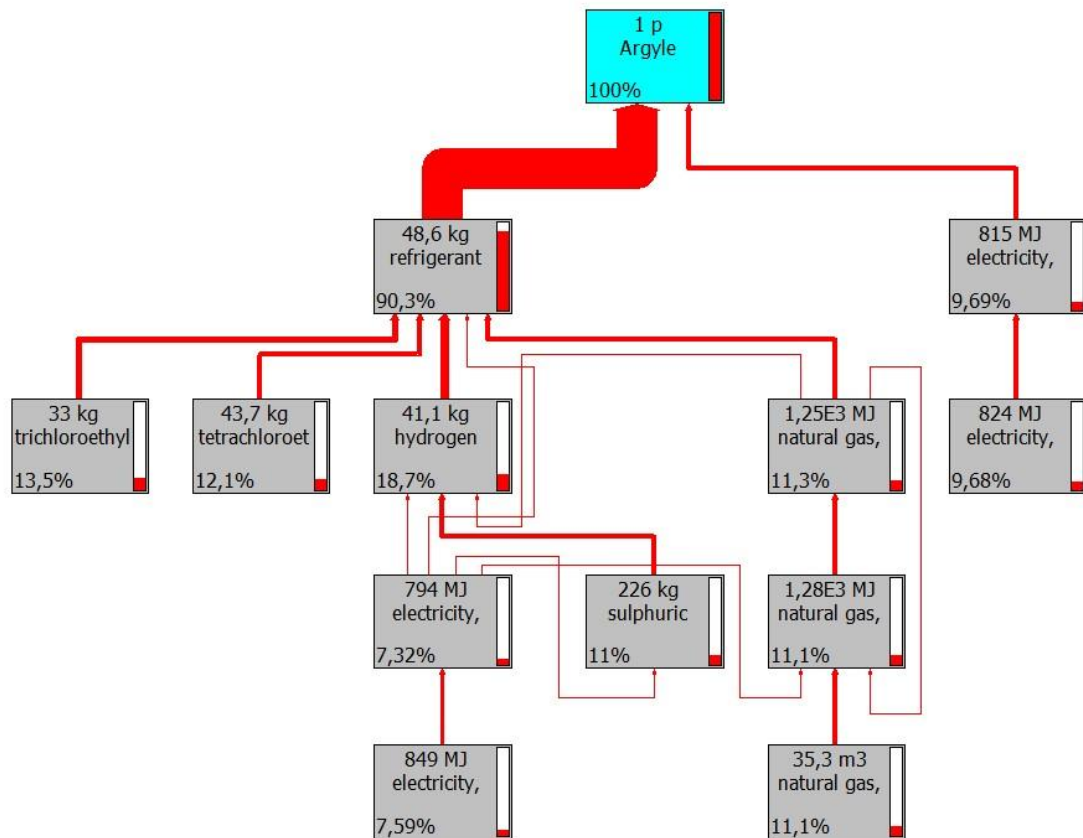 1 p
Argyle
100%
48,6 kg
refrigerant
90,3%
815 MJ
electricity,
9,69%
33 kg
trichloroethyl
13,5%
43,7 kg
tetrachloroet
12,1%
41,1 kg
hydrogen
18,7%
1,25E3 MJ
natural gas,
11,3%
824 MJ
electricity,
9,68%
794 MJ
electricity,
7,32%
226 kg
sulphuric
11%
1,28E3 MJ
natural gas,
11,1%
849 MJ
electricity,
7,59%
35,3 m3
natural gas,
11,1%